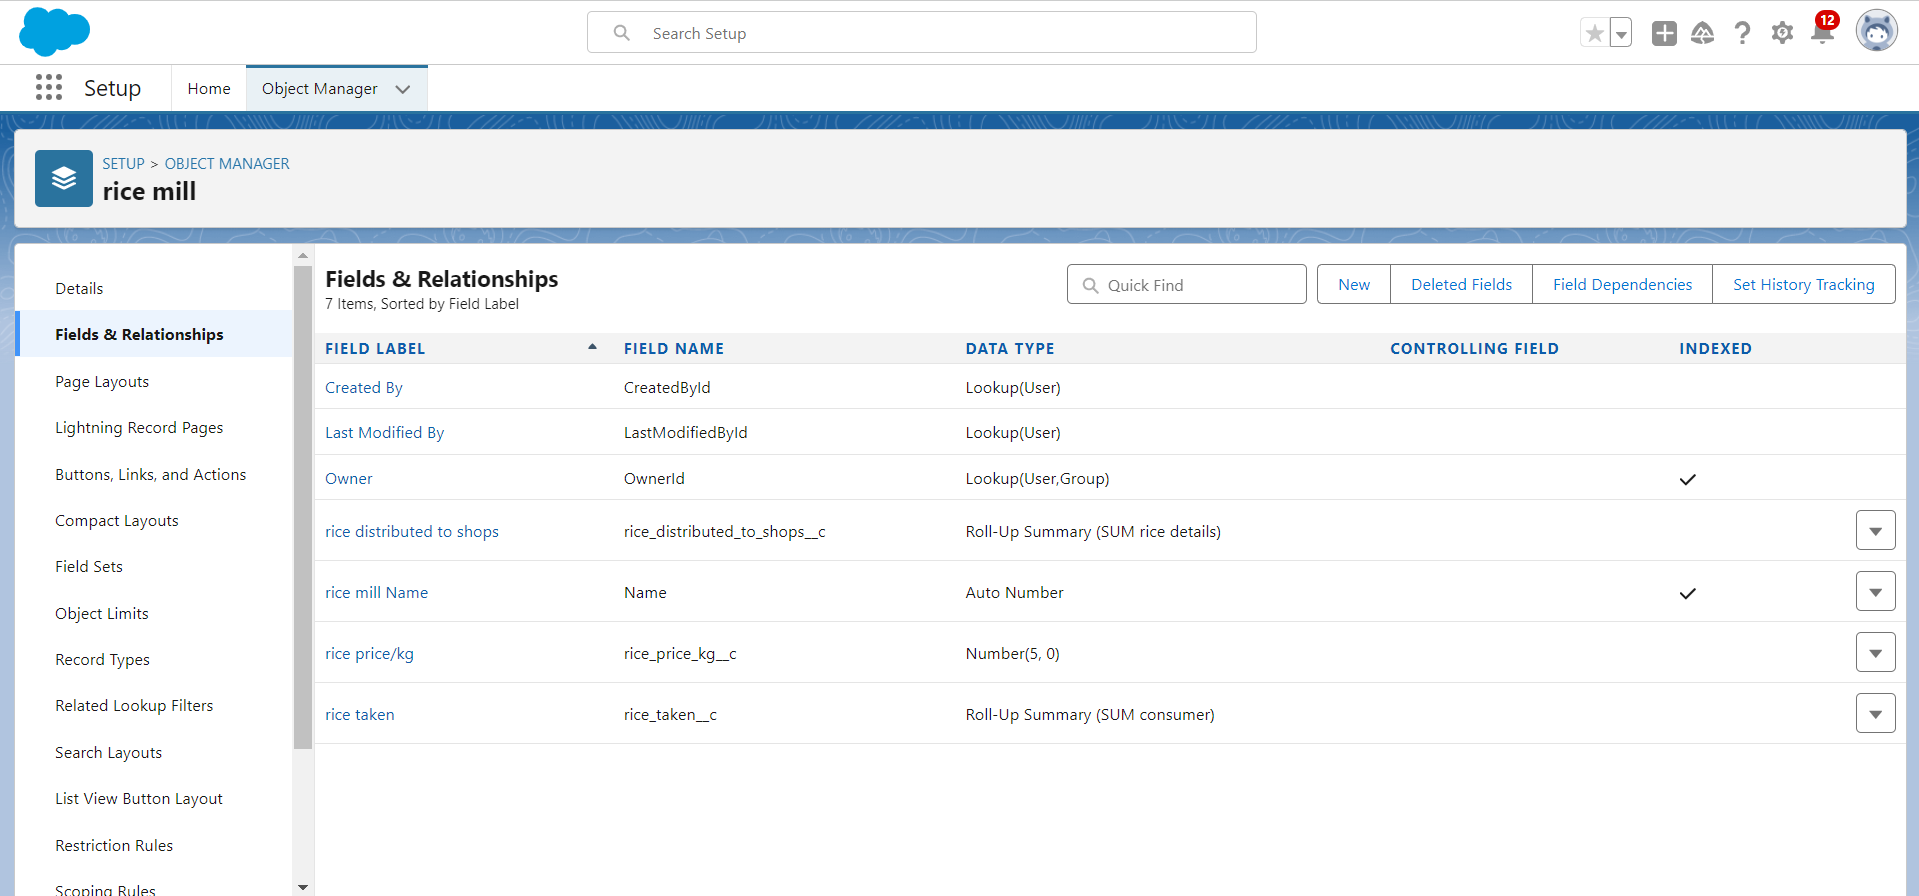 Search Setup
12
Setup
Home
Object Manager
SETUP > OBJECT MANAGER
rice mill
Details
Fields & Relationships
Page Layouts
Lightning Record Pages
Buttons, Links, and Actions
Compact Layouts
Field Sets
Object Limits
Record Types
Related Lookup Filters
Search Layouts
List View Button Layout
Restriction Rules
Scoping Rules
Fields & Relationships
7 Items, Sorted by Field Label
Quick Find
New
Deleted Fields
Field Dependencies
Set History Tracking
FIELD LABEL FIELD NAME DATA TYPE CONTROLLING FIELD INDEXED
Created By CreatedById Lookup(User)
Last Modified By LastModifiedById Lookup(User)
Owner OwnerId Lookup(User,Group)
rice distributed to shops rice_distributed_to_shops__c Roll-Up Summary (SUM rice details)
rice mill Name Name Auto Number
rice price/kg rice_price_kg__c Number(5, 0)
rice taken rice_taken__c Roll-Up Summary (SUM consumer)